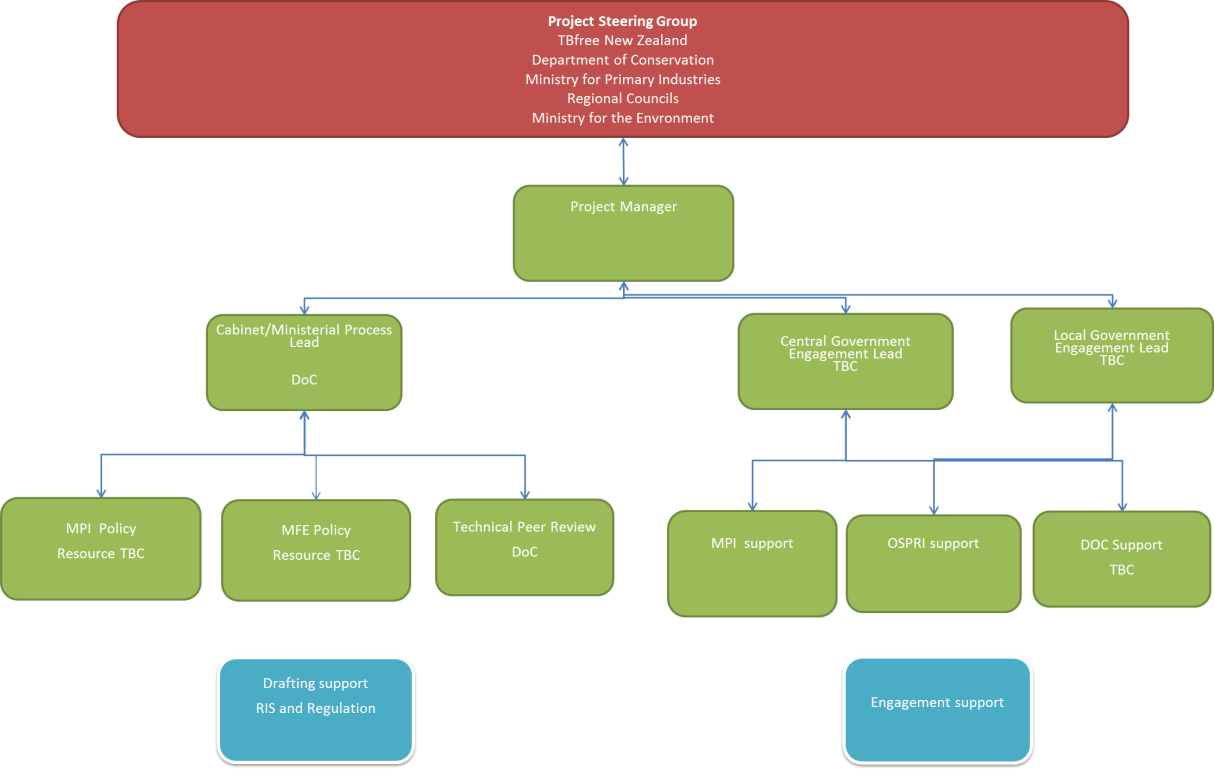 Project Steering Group
TBfree New Zealand
Department of Conservation
Ministry for Primary Industries
Regional Councils
Ministry for the Envronment
Project Manager
Cabinet/Ministerial Process
Lead
DoC
Central Government
Engagement Lead
TBC
Local Government
Engagement Lead
TBC
MPI  Policy
Resource TBC
MFE Policy
Resource TBC
Technical Peer Review
DoC
MPI  support
OSPRI support
DOC Support
TBC
Drafting support
RIS and Regulation
Engagement support